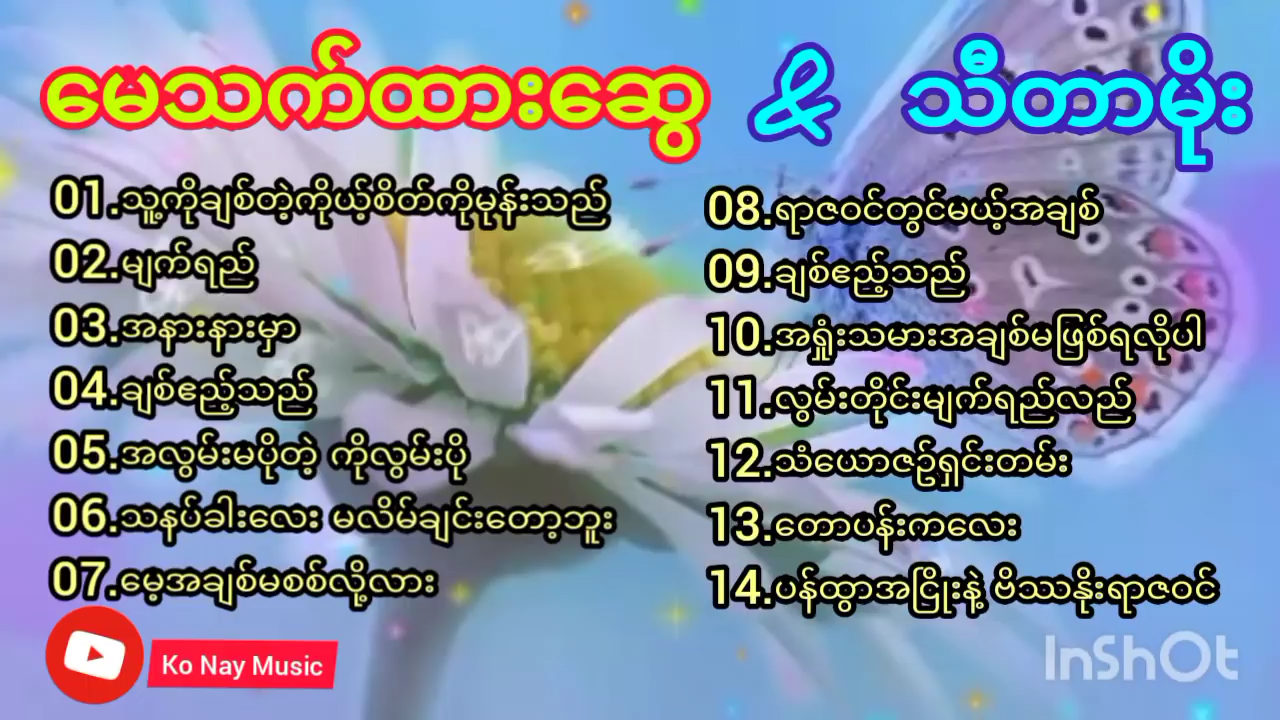 မေသက်ထားဆွေ & သီတာမိုး
01.သူ့ကိုချစ်တဲ့ကိုယ့်စိတ်ကိုမုန်းသည်
02.မျက်ရည်
03.အနားနားမှာ
04.ချစ်ဧည့်သည်
05.အလွမ်းမပိုတဲ့ ကိုလွမ်းပို
06.သနပ်ခါးလေး မလိမ်ချင်းတော့ဘူး
07.မေ့အချစ်မစစ်လို့လား
08.ရာဇဝင်တွင်မယ့်အချစ်
09.ချစ်ဧည့်သည်
10.အရှုံးသမားအချစ်မဖြစ်ရလိုပါ
11.လွမ်းတိုင်းမျက်ရည်လည်
12.သံယောဇဥ်ရှင်းတမ်း
13.တောပန်းကလေး
14.ပန်ထွာအငြိုးနဲ့ ဗိဿနိုးရာဇဝင်
Ko Nay Music
InShOt